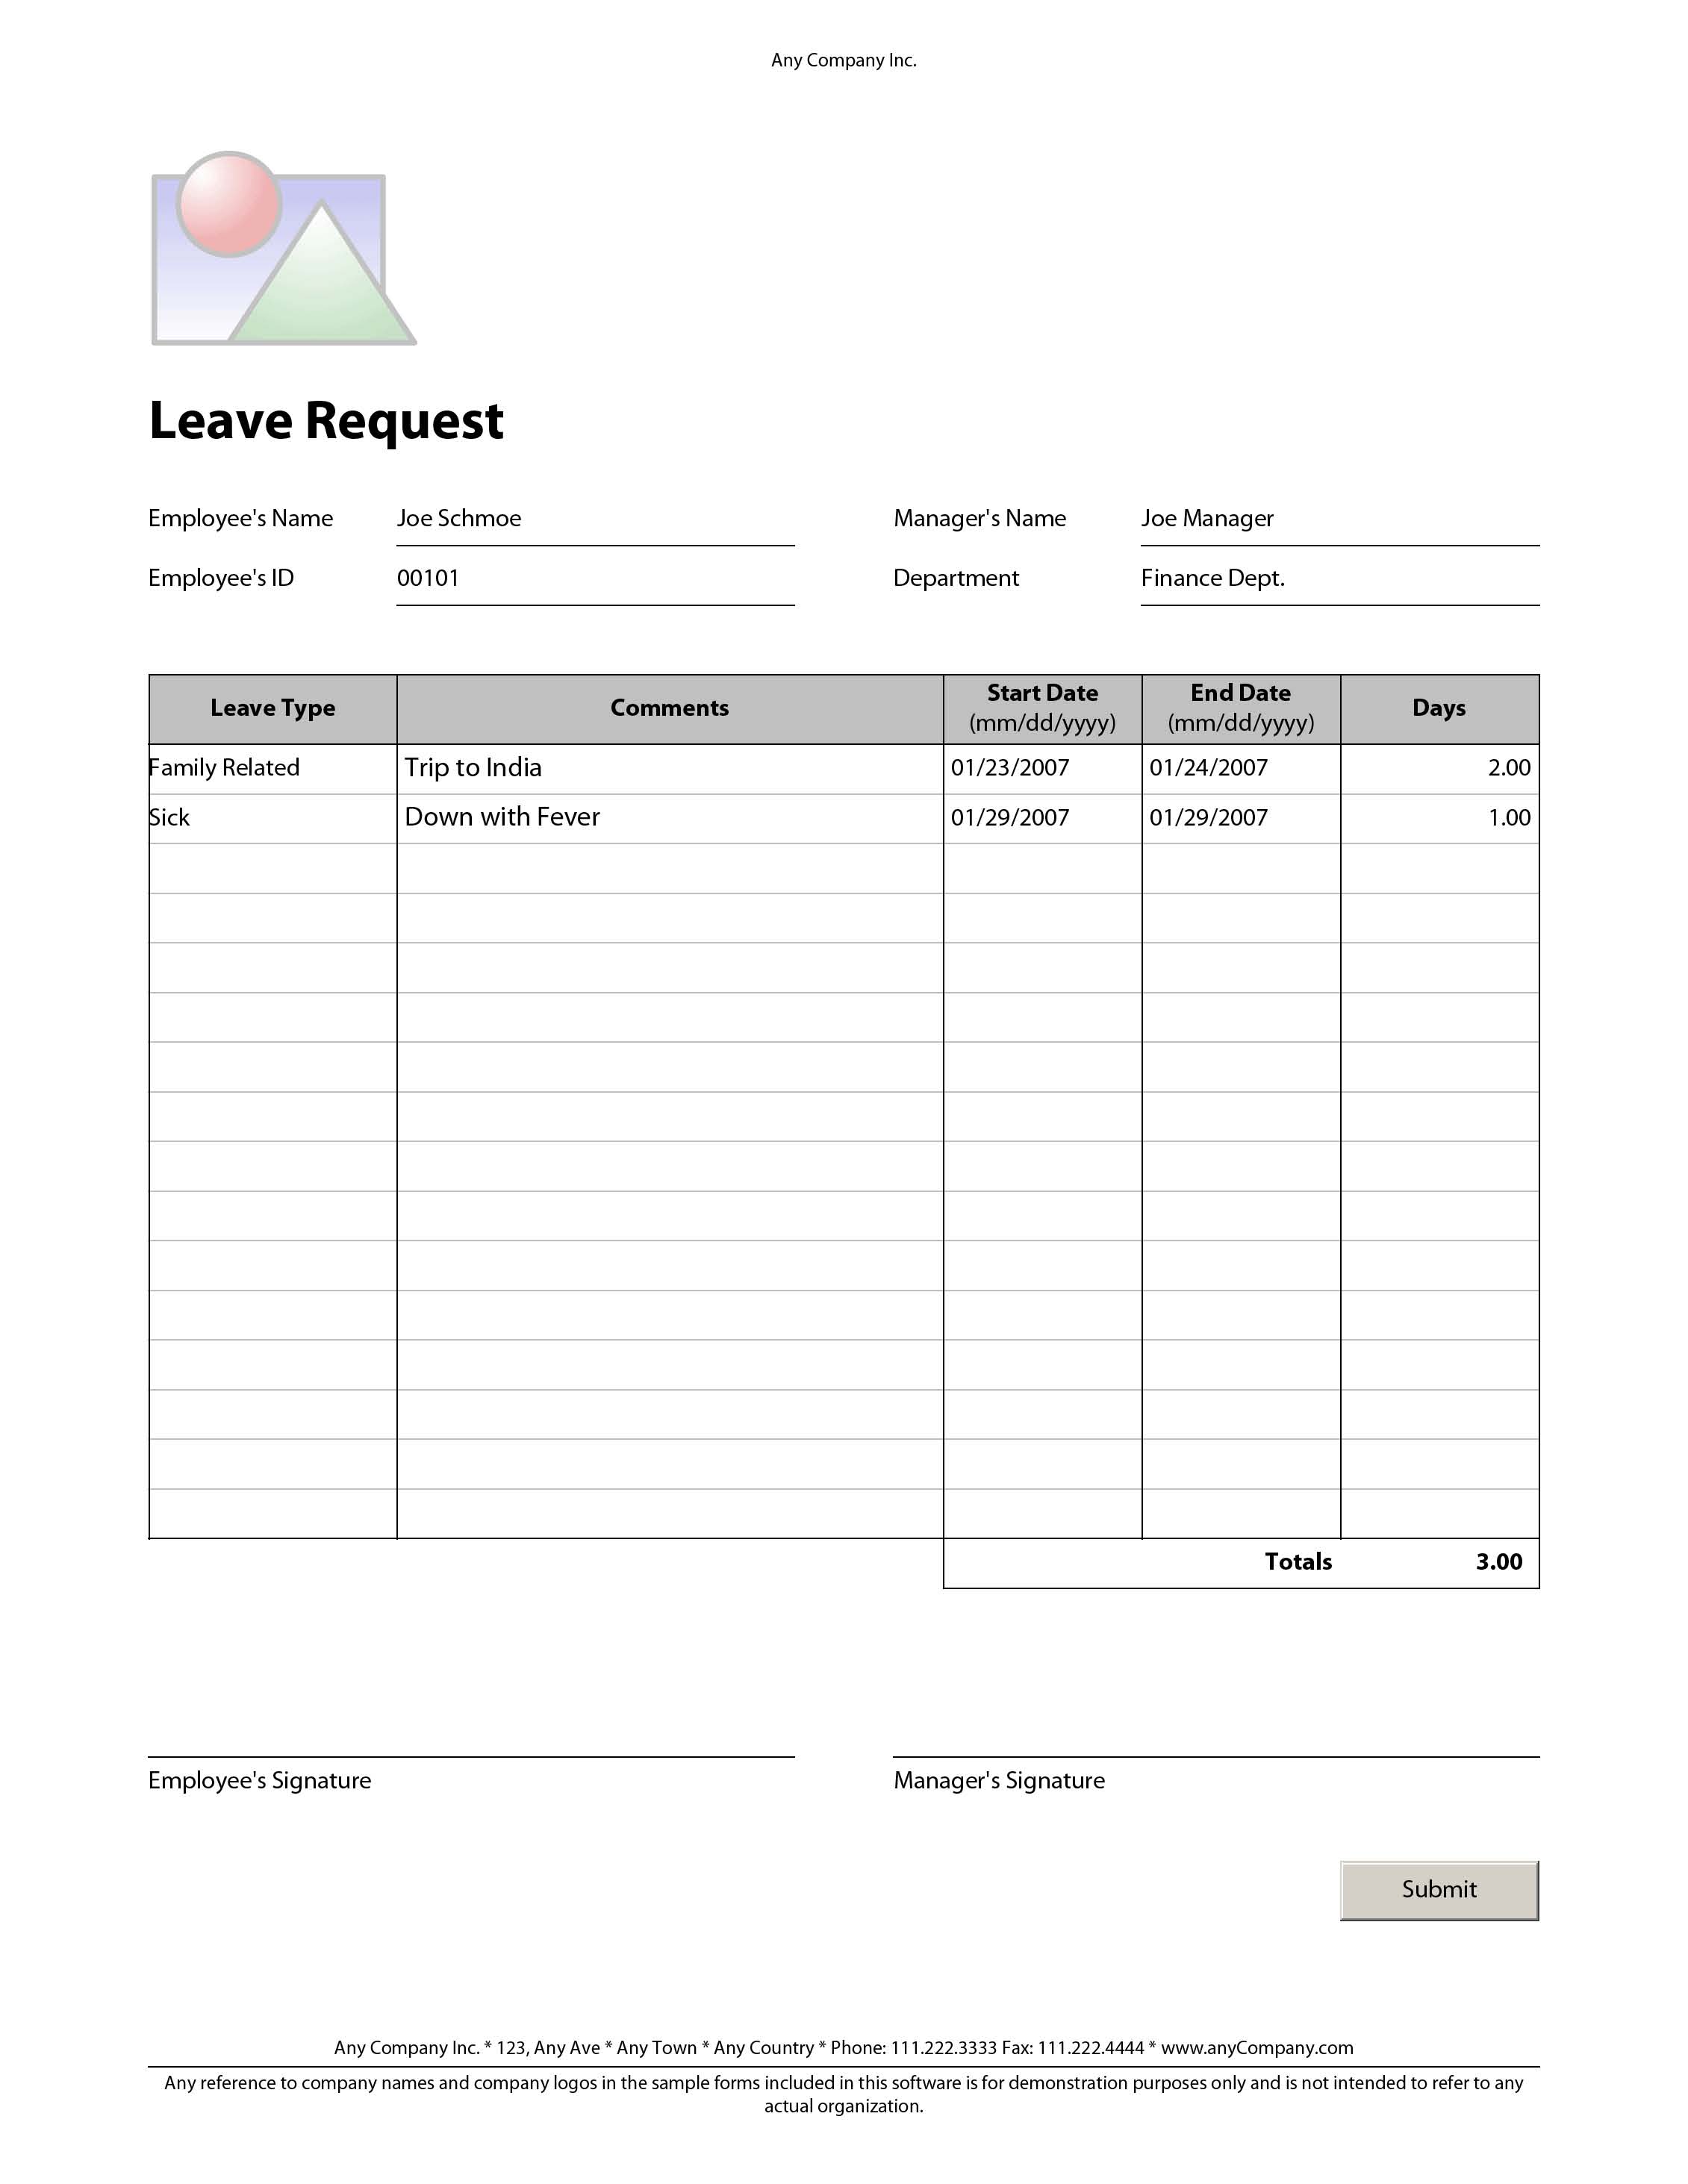 Any Company Inc.
Leave Request
Employee's Name Joe Schmoe Manager's Name Joe Manager
Employee's ID 00101 Department Finance Dept.
Leave Type Comments Start Date (mm/dd/yyyy) End Date (mm/dd/yyyy) Days
Family Related Trip to India 01/23/2007 01/24/2007 2.00
Sick Down with Fever 01/29/2007 01/29/2007 1.00
Totals 3.00
Employee's Signature Manager's Signature
Submit
Any Company Inc. * 123, Any Ave * Any Town * Any Country * Phone: 111.222.3333 Fax: 111.222.4444 * www.anyCompany.com
Any reference to company names and company logos in the sample forms included in this software is for demonstration purposes only and is not intended to refer to any
actual organization.